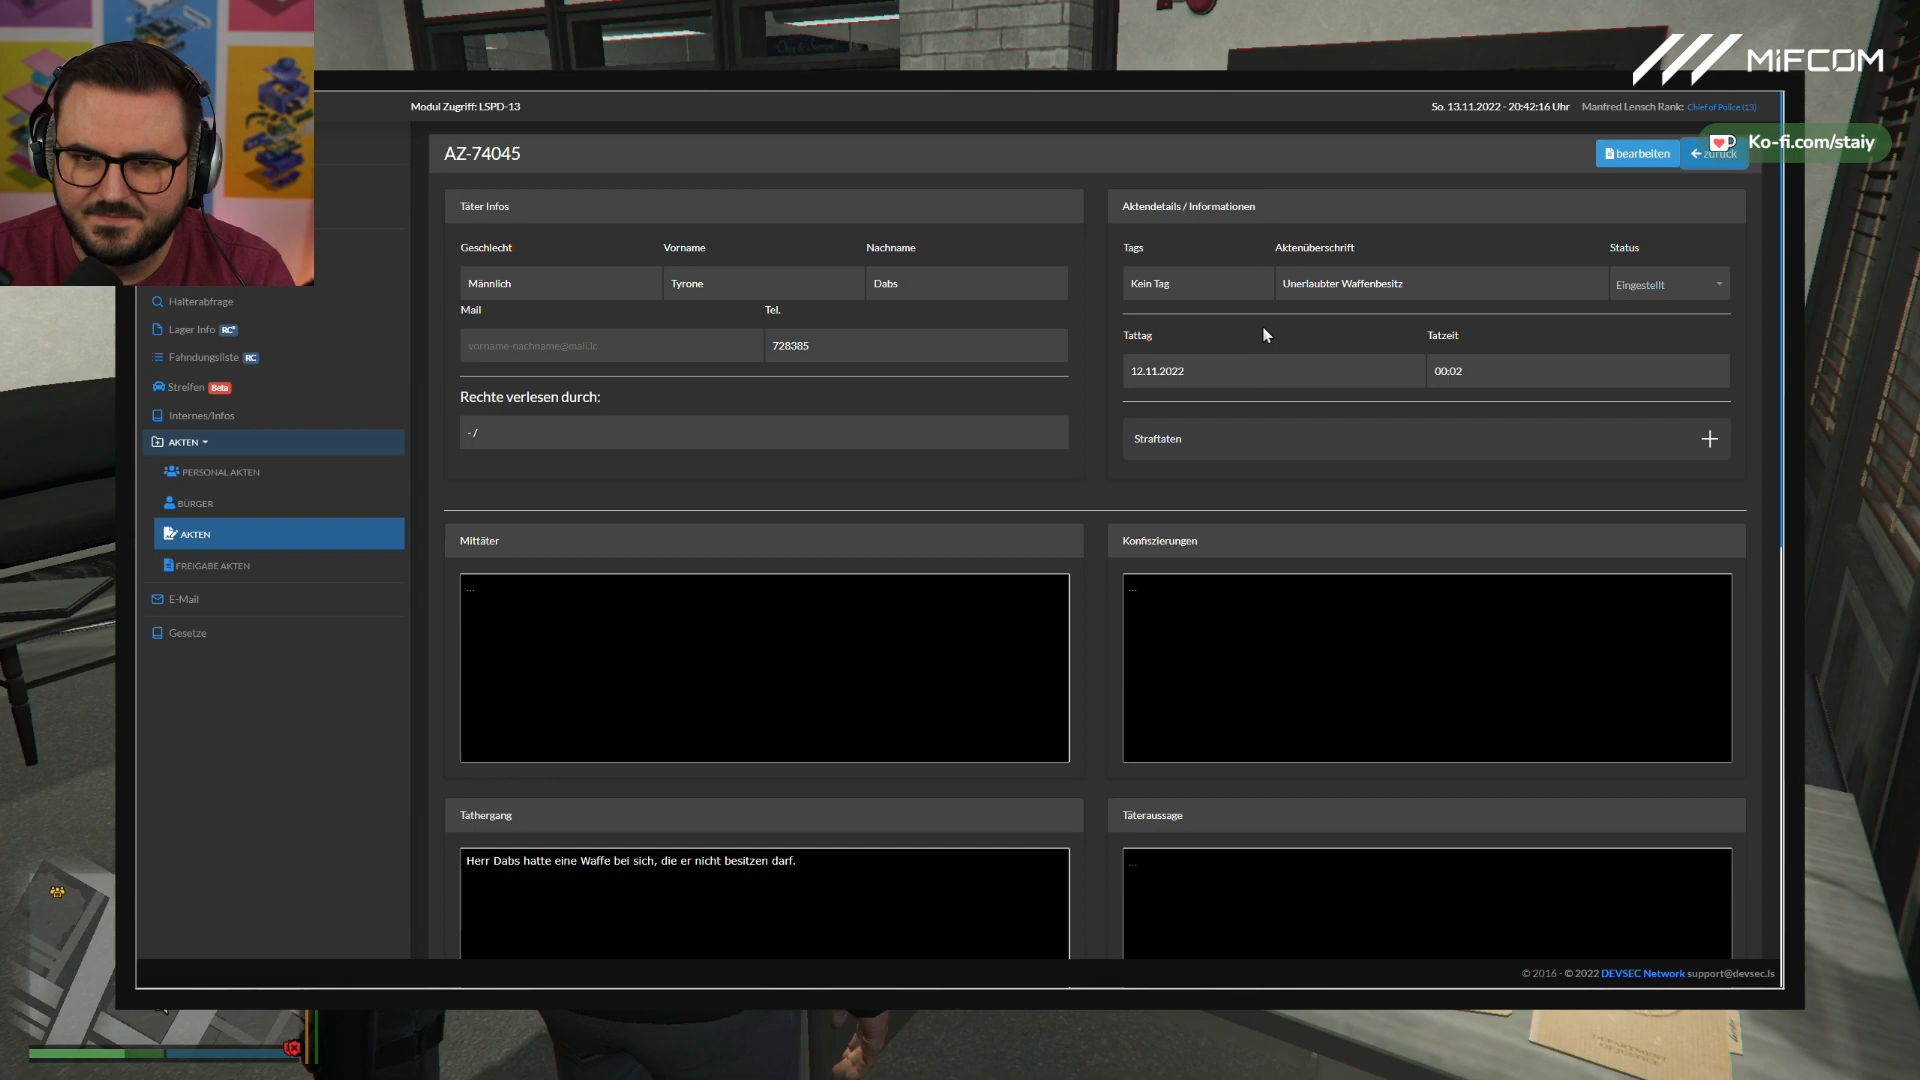 MIFCOM
Modul Zugriff: LSPD-13
So. 13.11.2022 - 20:42:16 Uhr
Manfred Lensch Rank: Chief of Police (13)
Ko-fi.com/staiy
AZ-74045
bearbeiten
zurück
Täter Infos
Geschlecht
Vorname
Nachname
Männlich
Tyrone
Dabs
Mail
Tel.
vorname-nachname@mail.lc
728385
Rechte verlesen durch:
- /
Aktendetails / Informationen
Tags
Aktenüberschrift
Status
Kein Tag
Unerlaubter Waffenbesitz
Eingestellt
Tattag
Tatzeit
12.11.2022
00:02
Straftaten
Halterabfrage
Lager Info RC*
Fahndungsliste RC
Streifen Beta
Internes/Infos
AKTEN
PERSONAL AKTEN
BÜRGER
AKTEN
FREIGABE AKTEN
E-Mail
Gesetze
Mittäter
...
Konfiszierungen
...
Tathergang
Herr Dabs hatte eine Waffe bei sich, die er nicht besitzen darf.
Täteraussage
...
© 2016 - © 2022 DEVSEC Network support@devsec.ls
DEPARTMENT
OF JUSTICE